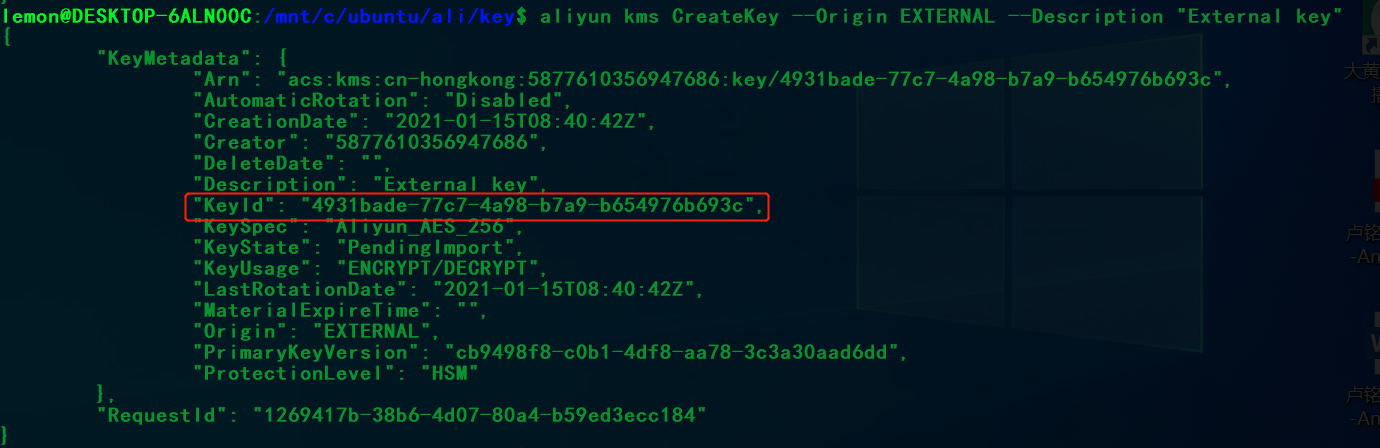 lemon@DESKTOP-6ALNOOC:/mnt/c/ubuntu/ali/key$ aliyun kms CreateKey --Origin EXTERNAL --Description "External key"
{
"KeyMetadata": {
"Arn": "acs:kms:cn-hongkong:5877610356947686:key/4931bade-77c7-4a98-b7a9-b654976b693c",
"AutomaticRotation": "Disabled",
"CreationDate": "2021-01-15T08:40:42Z",
"Creator": "5877610356947686",
"DeleteDate": "",
"Description": "External key",
"KeyId": "4931bade-77c7-4a98-b7a9-b654976b693c",
"KeySpec": "Aliyun_AES_256",
"KeyState": "PendingImport",
"KeyUsage": "ENCRYPT/DECRYPT",
"LastRotationDate": "2021-01-15T08:40:42Z",
"MaterialExpireTime": "",
"Origin": "EXTERNAL",
"PrimaryKeyVersion": "cb9498f8-c0b1-4df8-aa78-3c3a30aad6dd",
"ProtectionLevel": "HSM"
},
"RequestId": "1269417b-38b6-4d07-80a4-b59ed3ecc184"
}
大黄
卢铭
-An
卢铭
-An